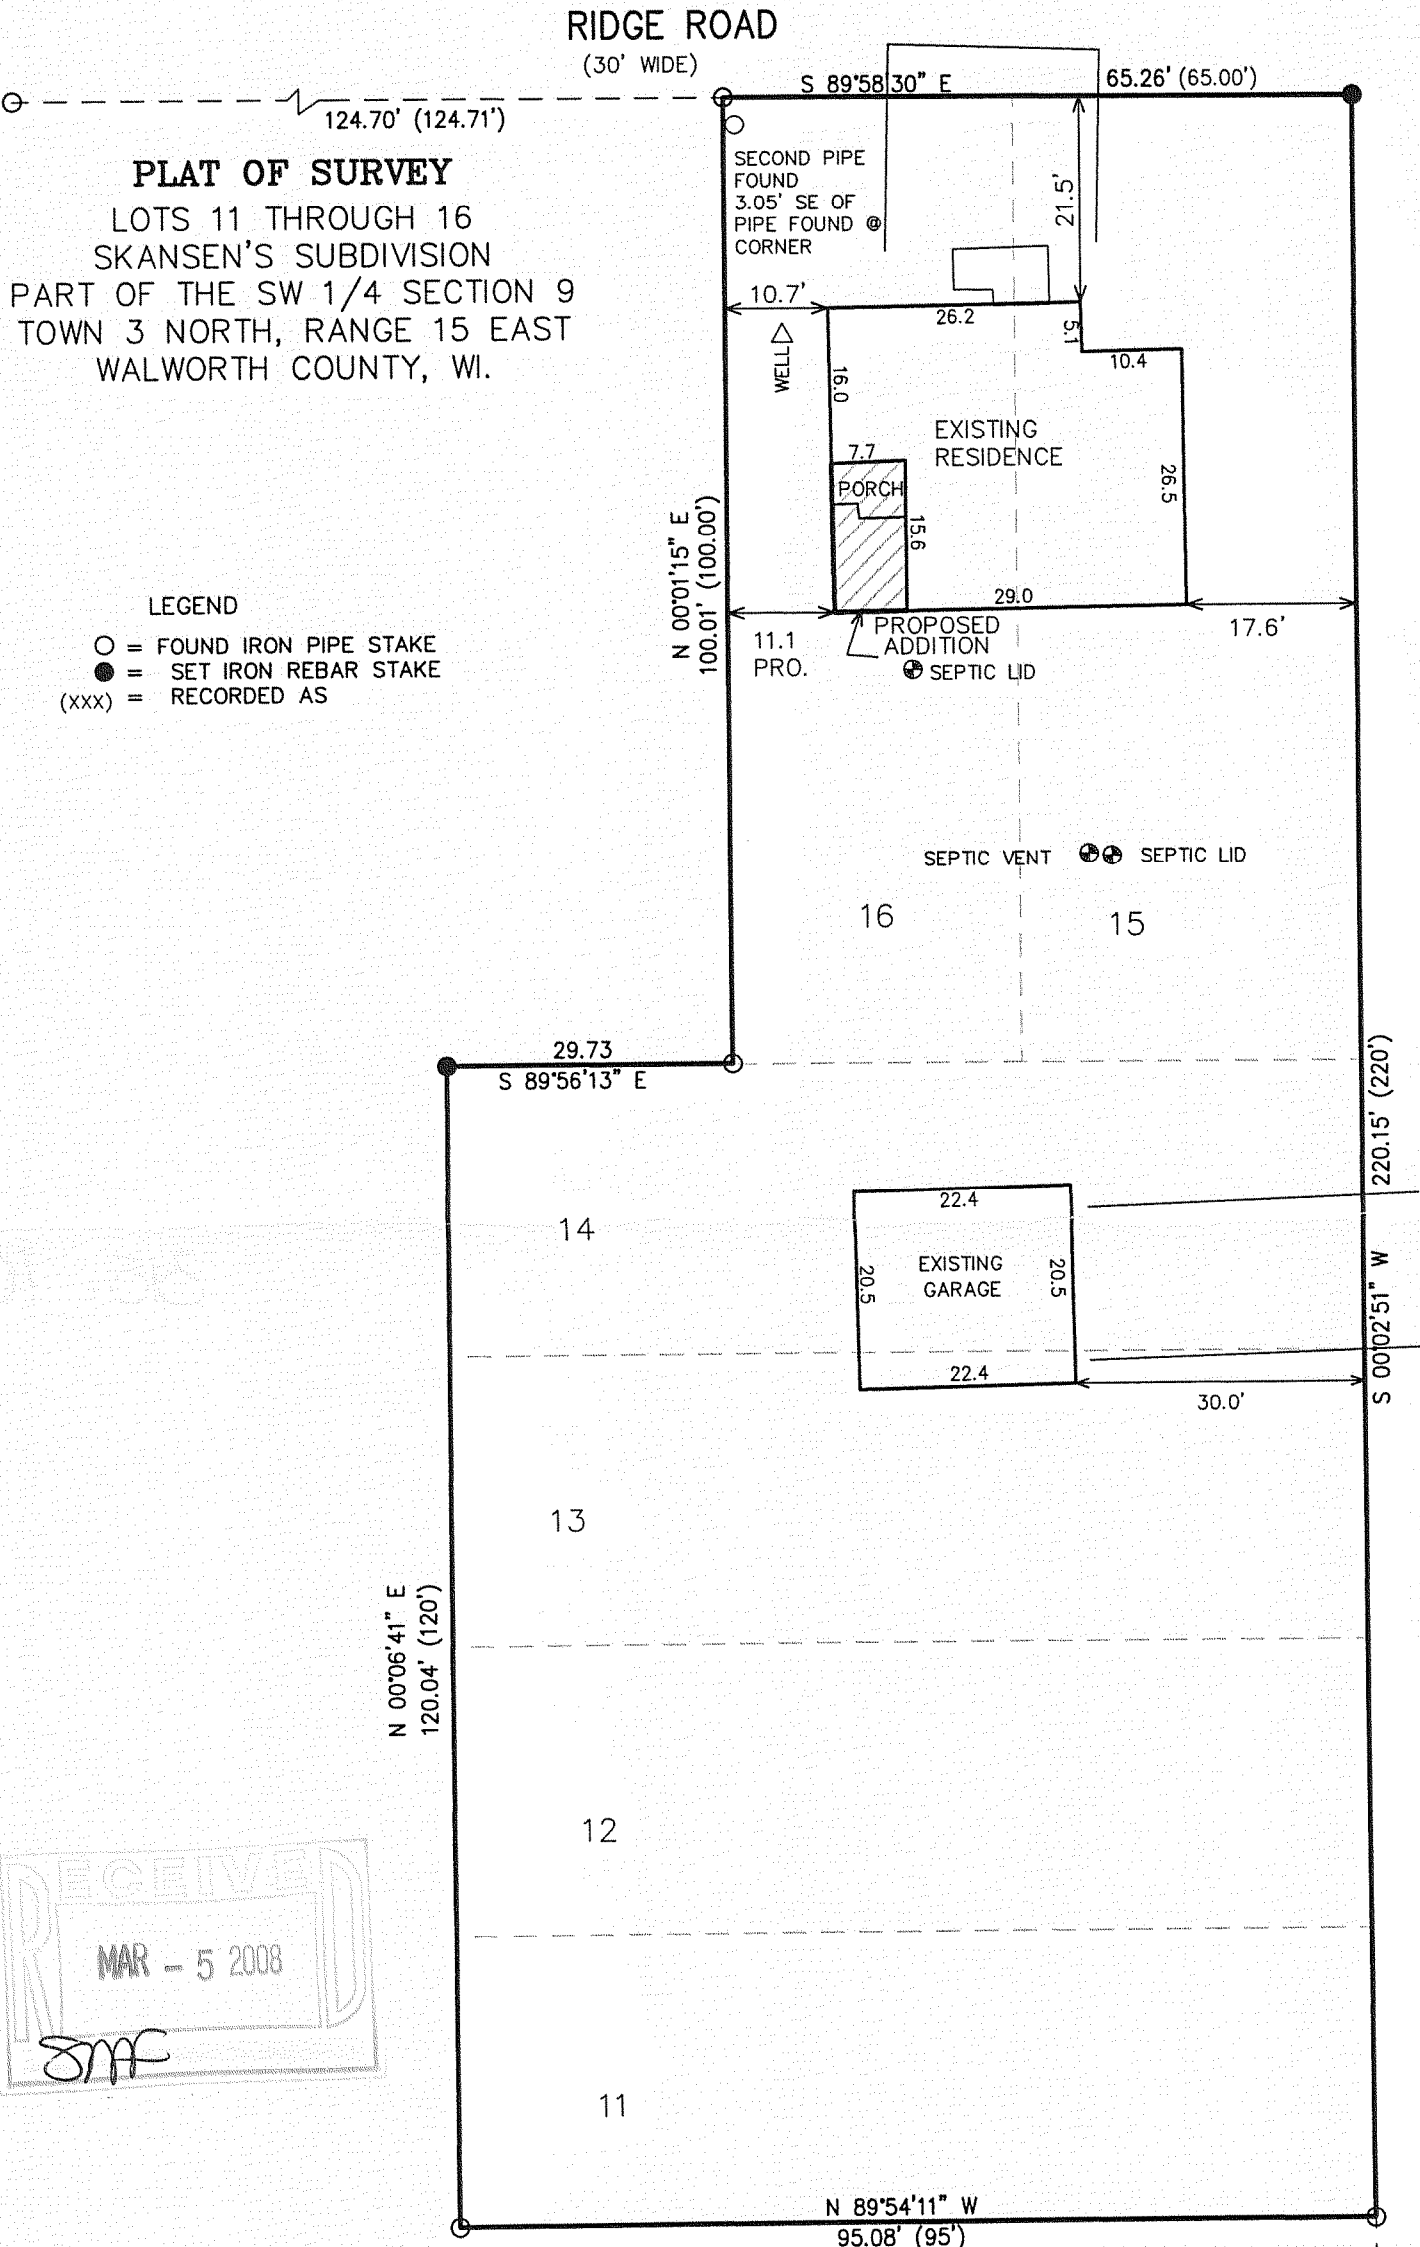 RIDGE ROAD
(30' WIDE)
S 89°58'30" E
65.26' (65.00')
124.70' (124.71')
PLAT OF SURVEY
LOTS 11 THROUGH 16
SKANSEN'S SUBDIVISION
PART OF THE SW 1/4 SECTION 9
TOWN 3 NORTH, RANGE 15 EAST
WALWORTH COUNTY, WI.
SECOND PIPE
FOUND
3.05' SE OF
PIPE FOUND @
CORNER
21.5'
10.7'
26.2
5.1
10.4
WELL
16.0
EXISTING
RESIDENCE
7.7
PORCH
15.6
26.5
N 00°01'15" E
100.01' (100.00')
29.0
11.1
PRO.
PROPOSED
ADDITION
17.6'
SEPTIC LID
LEGEND
= FOUND IRON PIPE STAKE
= SET IRON REBAR STAKE
(XXX) = RECORDED AS
SEPTIC VENT
SEPTIC LID
16
15
29.73
S 89°56'13" E
220.15' (220')
S 00°02'51" W
14
22.4
EXISTING
GARAGE
20.5
20.5
22.4
30.0'
13
N 00°06'41" E
120.04' (120')
12
RECEIVED
MAR - 5 2008
SMF
11
N 89°54'11" W
95.08' (95')